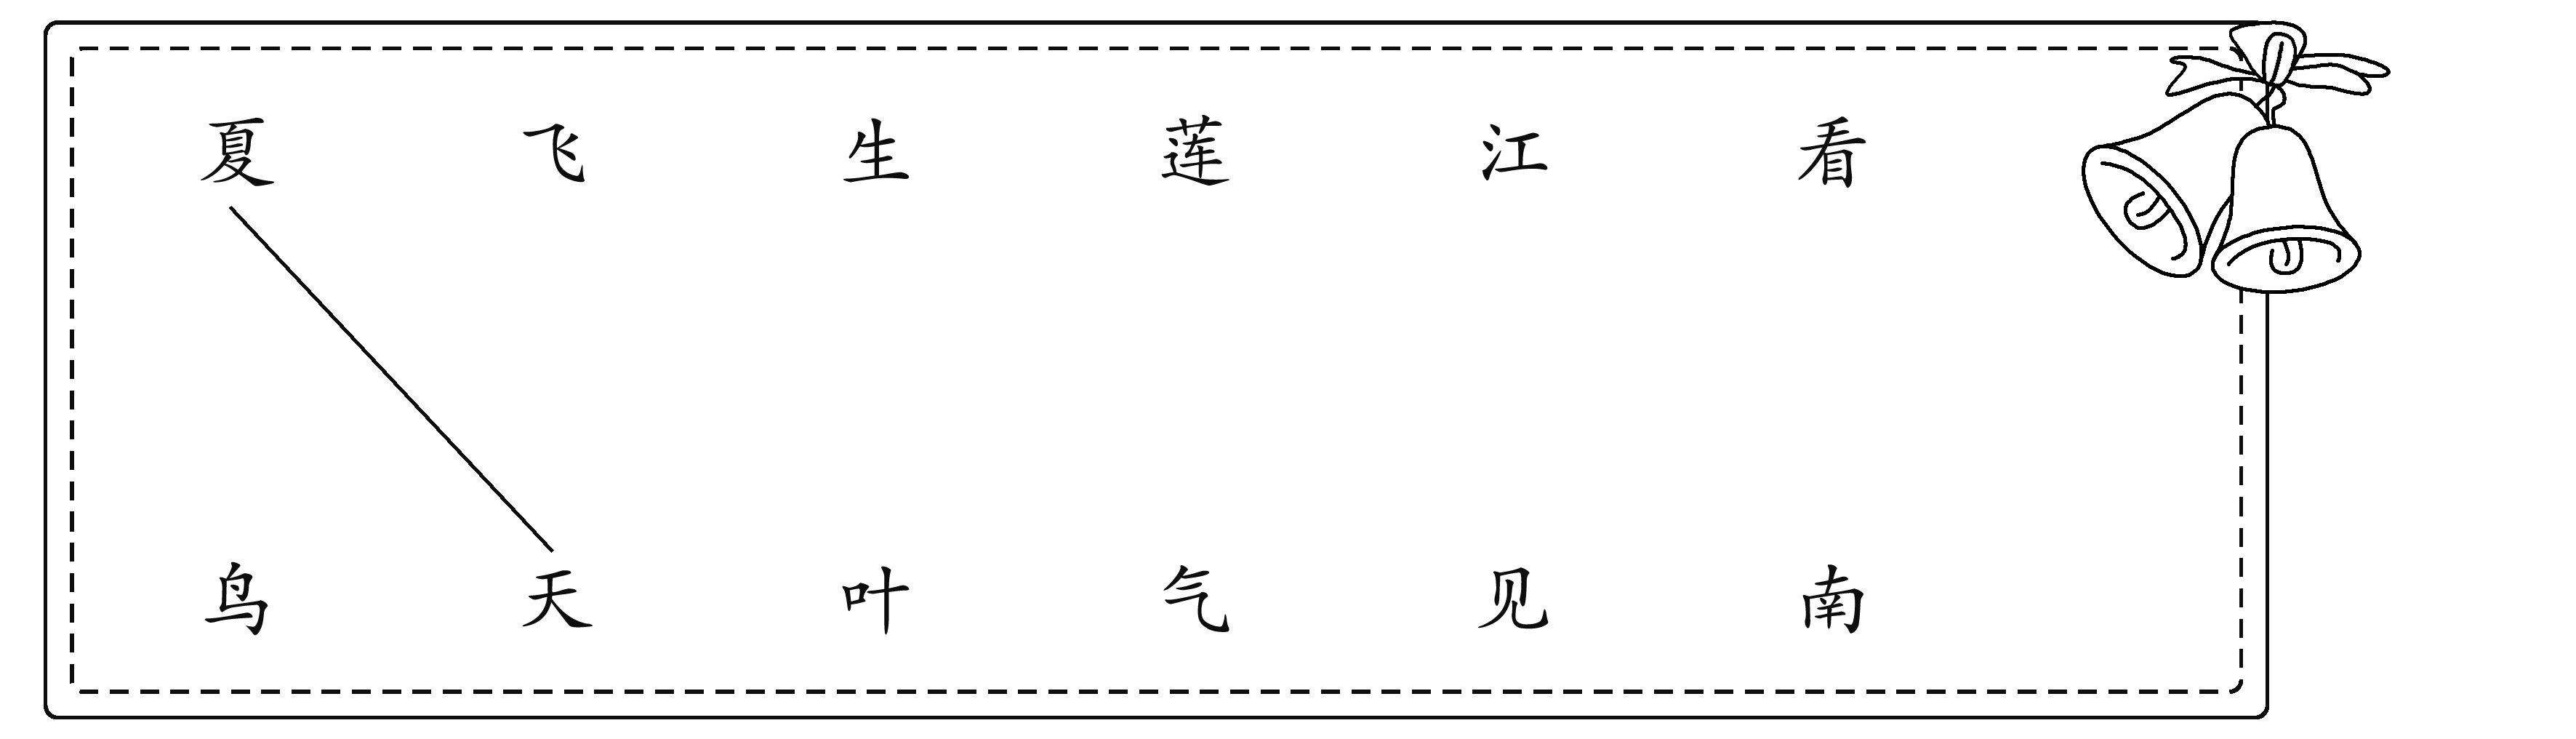 夏 飞 生 莲 江 看
鸟 天 叶 气 见 南